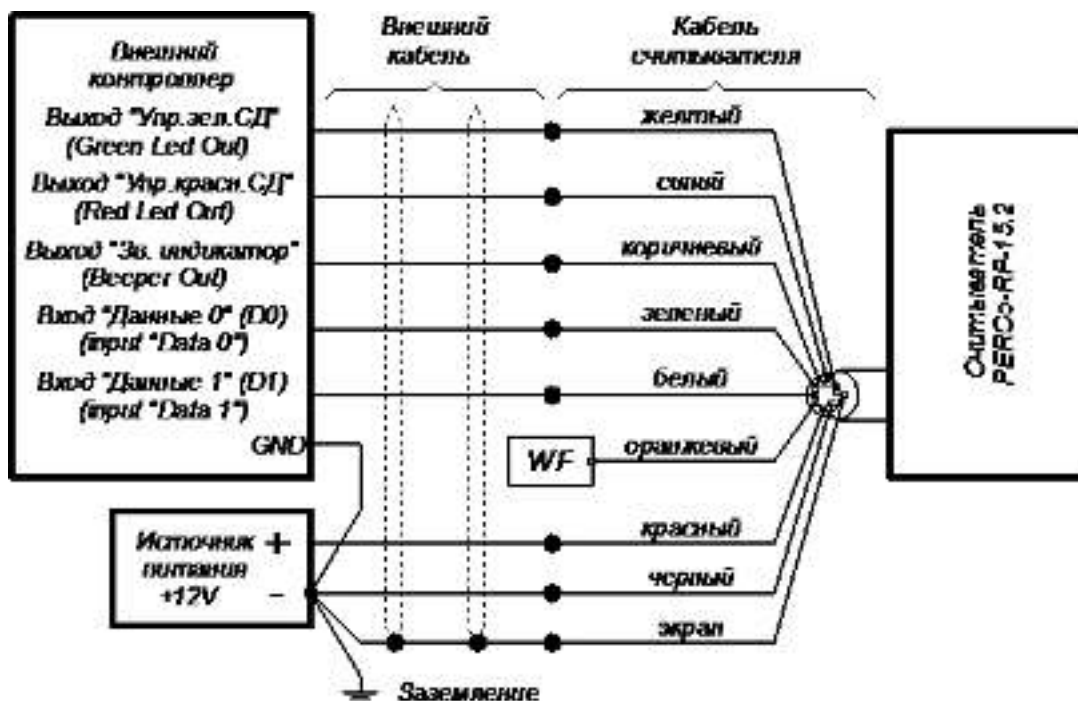 Внешний
контроллер
Выход "Упр.зел.СД"
(Green Led Out)
Выход "Упр.красн.СД"
(Red Led Out)
Выход "Зв. индикатор"
(Beeper Out)
Вход "Данные 0" (D0)
(input "Data 0")
Вход "Данные 1" (D1)
(input "Data 1")
GND
Источник +
питания
+12V -
Внешний
кабель
Кабель
считывателя
желтый
синий
коричневый
зеленый
белый
WF
оранжевый
красный
черный
экран
Заземление
Считыватель
PERCo-RP-15.2